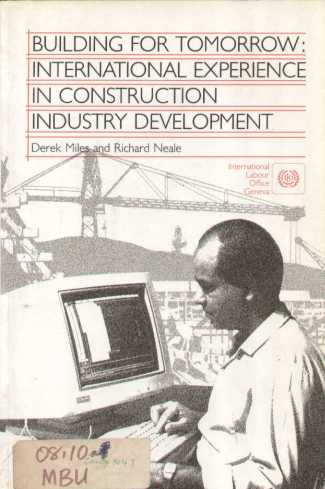 BUILDING FOR TOMORROW:
INTERNATIONAL EXPERIENCE
IN CONSTRUCTION
INDUSTRY DEVELOPMENT
Derek Miles and Richard Neale
International
Labour
Office
Geneva
08:10
MBU